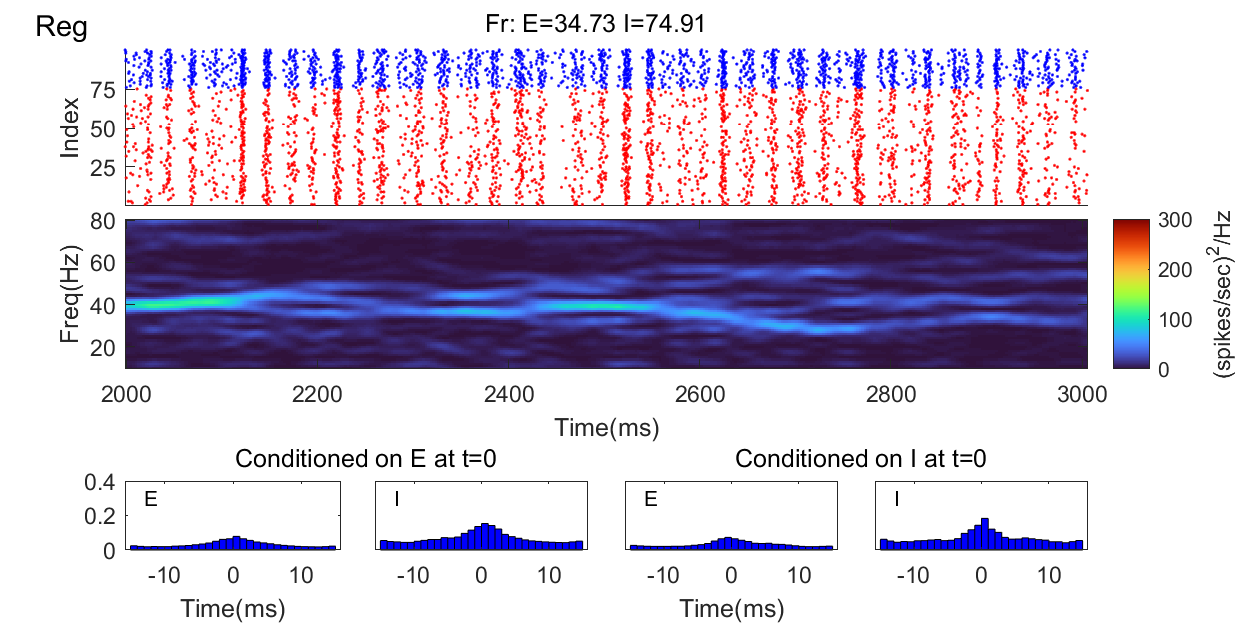 Reg
Fr: E=34.73 I=74.91
75
50
25
Index
80
60
40
20
Freq(Hz)
2000 2200 2400 2600 2800 3000
Time(ms)
300
200
100
0
(spikes/sec)²/Hz
Conditioned on E at t=0
Conditioned on I at t=0
0.4
0.2
0
E
I
E
I
-10 0 10
-10 0 10
-10 0 10
-10 0 10
Time(ms)
Time(ms)